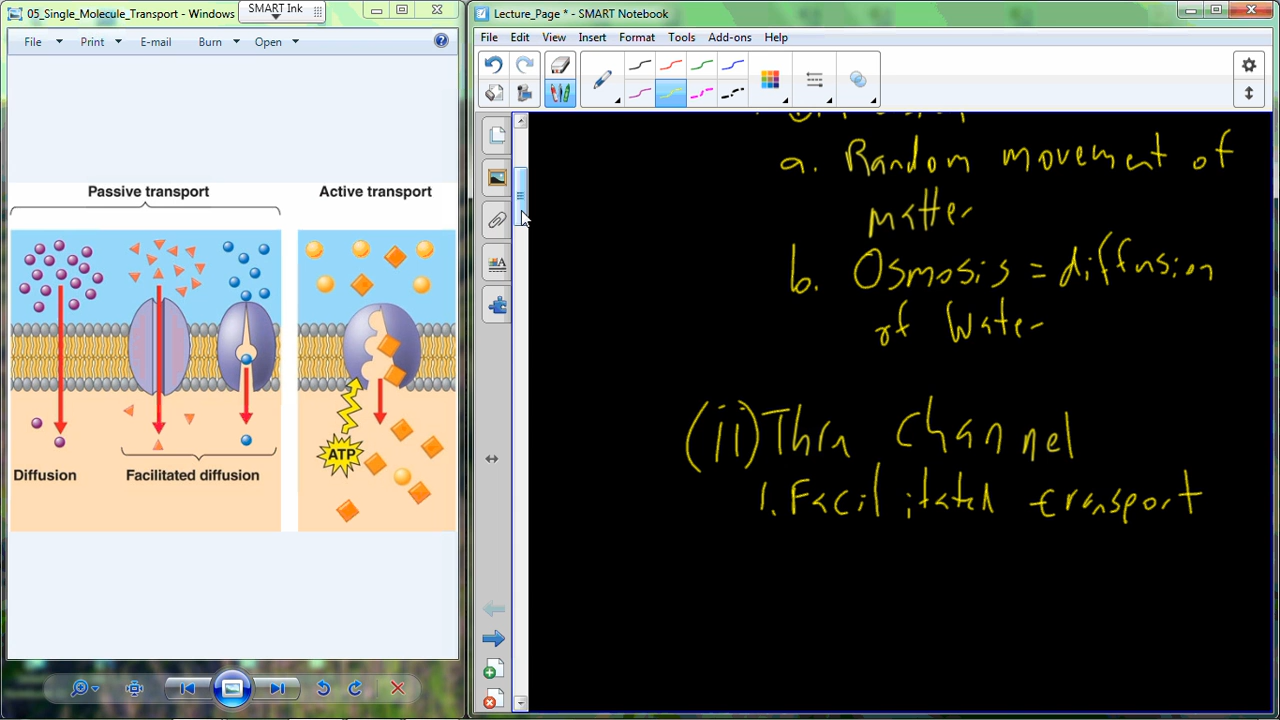 05_Single_Molecule_Transport - Windows
SMART Ink
File Print E-mail Burn Open
Passive transport
Active transport
ATP
Diffusion
Facilitated diffusion
Lecture_Page * - SMART Notebook
File Edit View Insert Format Tools Add-ons Help
a. Random movement of
matter
b. Osmosis = diffusion
of Water
(ii) Thru channel
1. Facilitated transport